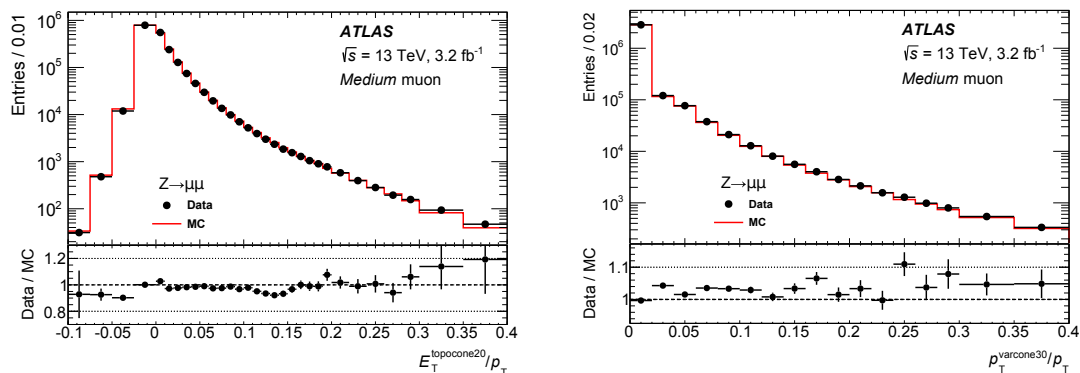 Entries / 0.01
10⁶
10⁵
10⁴
10³
10²
ATLAS
√s = 13 TeV, 3.2 fb⁻¹
Medium muon
Z→μμ
Data
MC
Data / MC
1.2
1.0
0.8
-0.1 -0.05 0 0.05 0.1 0.15 0.2 0.25 0.3 0.35 0.4
E_T^topocone20/p_T
Entries / 0.02
10⁶
10⁵
10⁴
10³
ATLAS
√s = 13 TeV, 3.2 fb⁻¹
Medium muon
Z→μμ
Data
MC
Data / MC
1.1
1
0 0.05 0.1 0.15 0.2 0.25 0.3 0.35 0.4
p_T^varcone30/p_T